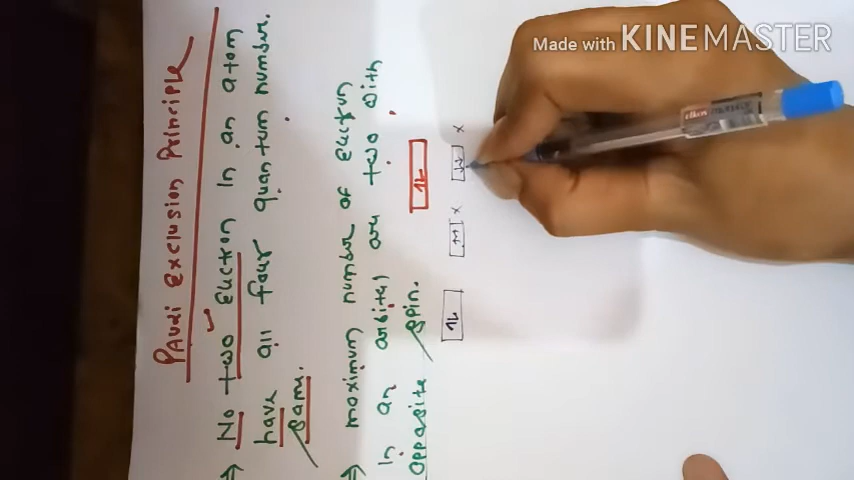 Made with KINEMASTER
PAuli Exclusion Principle
⇒ No two Electron In an atom
have all four quantum number.
same.
⇒ maximum number of Electron
In an orbital are two with
opposite spin.